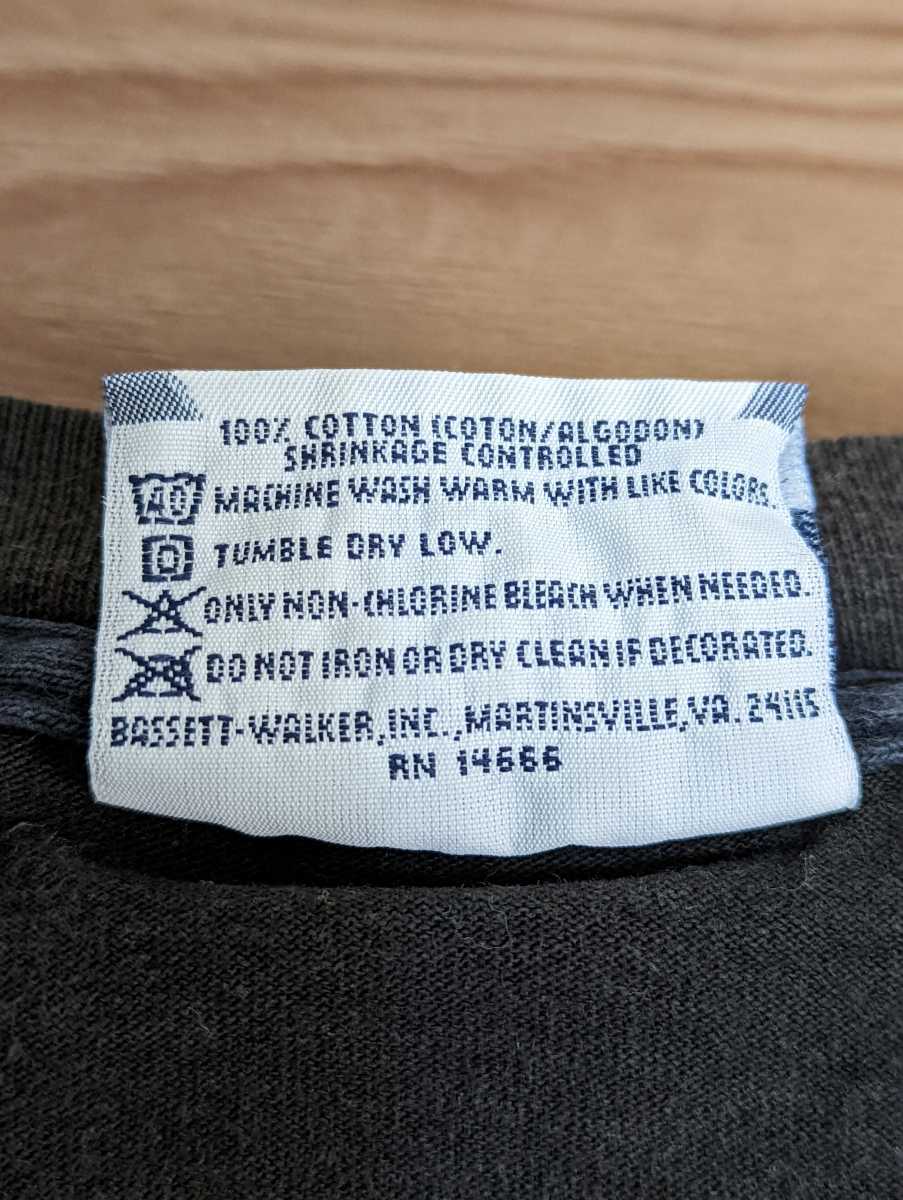 100% COTTON (COTON/ALGODON)
SHRINKAGE CONTROLLED
40 MACHINE WASH WARM WITH LIKE COLORS.
TUMBLE DRY LOW.
ONLY NON-CHLORINE BLEACH WHEN NEEDED.
DO NOT IRON OR DRY CLEAN IF DECORATED.
BASSETT-WALKER, INC., MARTINSVILLE, VA. 24115
RN 14666